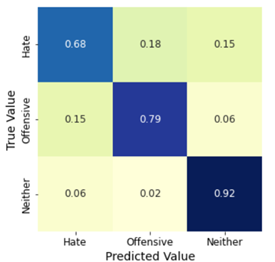 Hate 0.68 0.18 0.15
Offensive 0.15 0.79 0.06
Neither 0.06 0.02 0.92
True Value
Hate Offensive Neither
Predicted Value